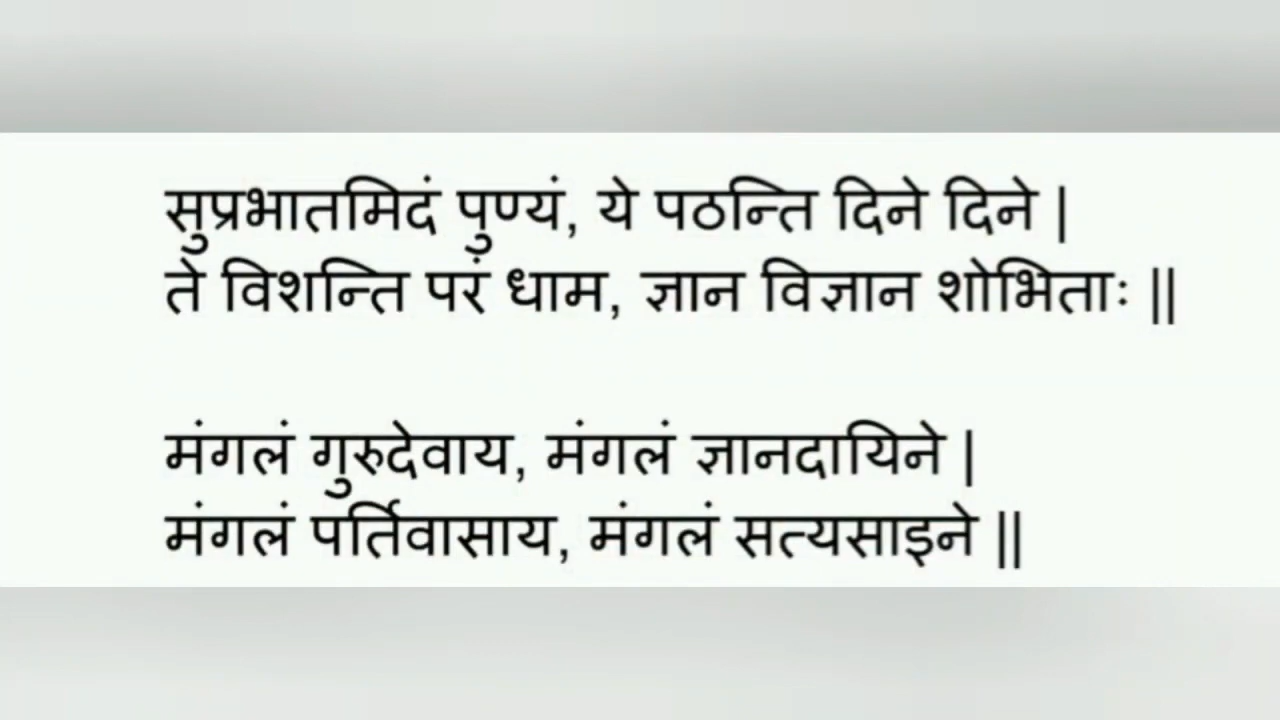 सुप्रभातमिदं पुण्यं, ये पठन्ति दिने दिने |
ते विशन्ति परं धाम, ज्ञान विज्ञान शोभिताः ||
मंगलं गुरुदेवाय, मंगलं ज्ञानदायिने |
मंगलं पर्तिवासाय, मंगलं सत्यसाइने ||